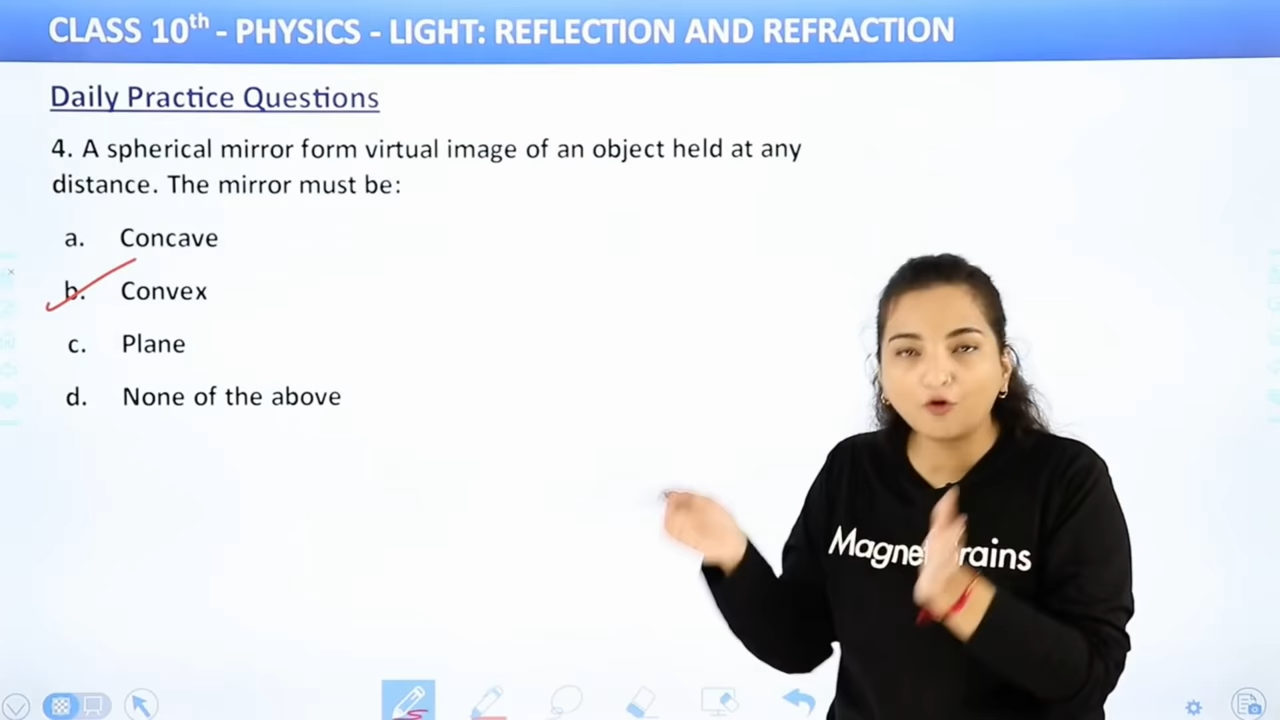 CLASS 10th - PHYSICS - LIGHT: REFLECTION AND REFRACTION
Daily Practice Questions
4. A spherical mirror form virtual image of an object held at any
distance. The mirror must be:
a. Concave
b. Convex
c. Plane
d. None of the above